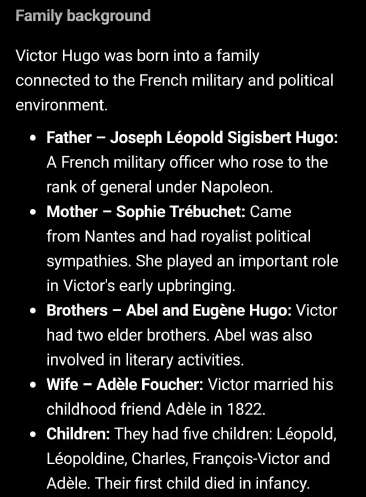 Family background
Victor Hugo was born into a family
connected to the French military and political
environment.
• Father – Joseph Léopold Sigisbert Hugo:
A French military officer who rose to the
rank of general under Napoleon.
• Mother – Sophie Trébuchet: Came
from Nantes and had royalist political
sympathies. She played an important role
in Victor's early upbringing.
• Brothers – Abel and Eugène Hugo: Victor
had two elder brothers. Abel was also
involved in literary activities.
• Wife – Adèle Foucher: Victor married his
childhood friend Adèle in 1822.
• Children: They had five children: Léopold,
Léopoldine, Charles, François-Victor and
Adèle. Their first child died in infancy.